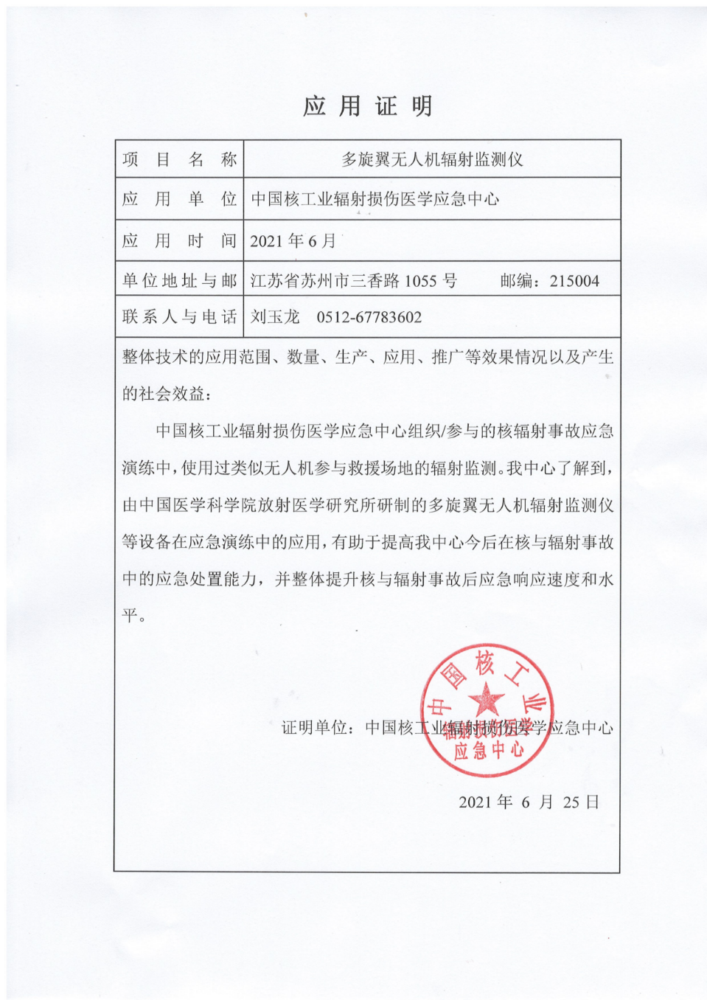 应用证明
项目名称 多旋翼无人机辐射监测仪
应用单位 中国核工业辐射损伤医学应急中心
应用时间 2021年6月
单位地址与邮 江苏省苏州市三香路1055号 邮编：215004
联系人与电话 刘玉龙 0512-67783602
整体技术的应用范围、数量、生产、应用、推广等效果情况以及产生
的社会效益：
中国核工业辐射损伤医学应急中心组织/参与的核辐射事故应急
演练中，使用过类似无人机参与救援场地的辐射监测。我中心了解到，
由中国医学科学院放射医学研究所研制的多旋翼无人机辐射监测仪
等设备在应急演练中的应用，有助于提高我中心今后在核与辐射事故
中的应急处置能力，并整体提升核与辐射事故后应急响应速度和水
平。
中国核工业
证明单位：中国核工业辐射损伤医学应急中心
辐射损伤医学
应急中心
2021年 6 月 25日